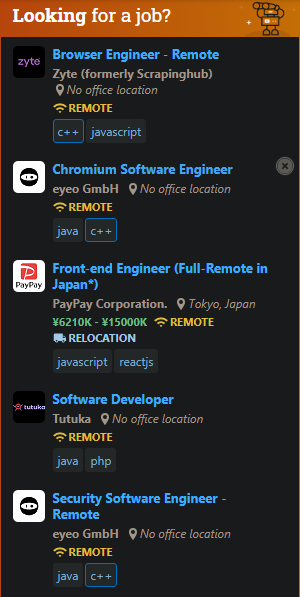 Looking for a job?
zyte
Browser Engineer - Remote
Zyte (formerly Scrapinghub)
No office location
REMOTE
c++ javascript
Chromium Software Engineer
eyeo GmbH No office location
REMOTE
java c++
PayPay
Front-end Engineer (Full-Remote in
Japan*)
PayPay Corporation. Tokyo, Japan
¥6210K - ¥15000K REMOTE
RELOCATION
javascript reactjs
tutuka
Software Developer
Tutuka No office location
REMOTE
java php
Security Software Engineer -
Remote
eyeo GmbH No office location
REMOTE
java c++